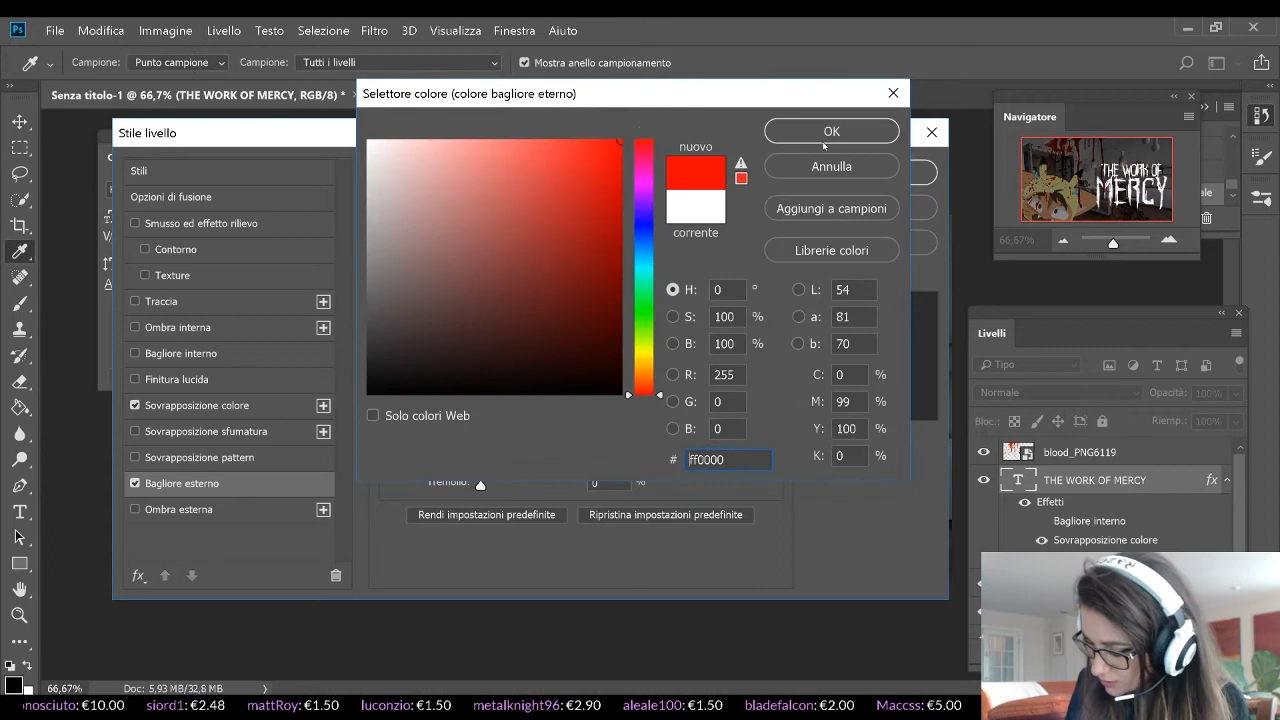 Ps File Modifica Immagine Livello Testo Selezione Filtro 3D Visualizza Finestra Aiuto
Campione: Punto campione Campione: Tutti i livelli Mostra anello campionamento
Senza titolo-1 @ 66,7% (THE WORK OF MERCY, RGB/8) *
Selettore colore (colore bagliore eterno)
OK
Annulla
Aggiungi a campioni
Librerie colori
nuovo
corrente
H: 0 °
S: 100 %
B: 100 %
R: 255
G: 0
B: 0
L: 54
a: 81
b: 70
C: 0 %
M: 99 %
Y: 100 %
K: 0 %
# ff0000
Solo colori Web
Stile livello
Stili
Opzioni di fusione
Smusso ed effetto rilievo
Contorno
Texture
Traccia
Ombra interna
Bagliore interno
Finitura lucida
Sovrapposizione colore
Sovrapposizione sfumatura
Sovrapposizione pattern
Bagliore esterno
Ombra esterna
fx
0 %
Rendi impostazioni predefinite Ripristina impostazioni predefinite
Navigatore
THE WORK OF
MERCY
66,67%
Livelli
Tipo
Normale Opacità: 100%
Bloc.: Riemp.: 100%
blood_PNG6119
T THE WORK OF MERCY fx
Effetti
Bagliore interno
Sovrapposizione colore
66,67% Doc: 5,93 MB/32,8 MB
nosciuto: €10.00 siord1: €2.48 mattRoy: €1.50 luconzio: €1.50 metalknight96: €2.90 aleale100: €1.50 bladefalcon: €2.00 Maccss: €5.00